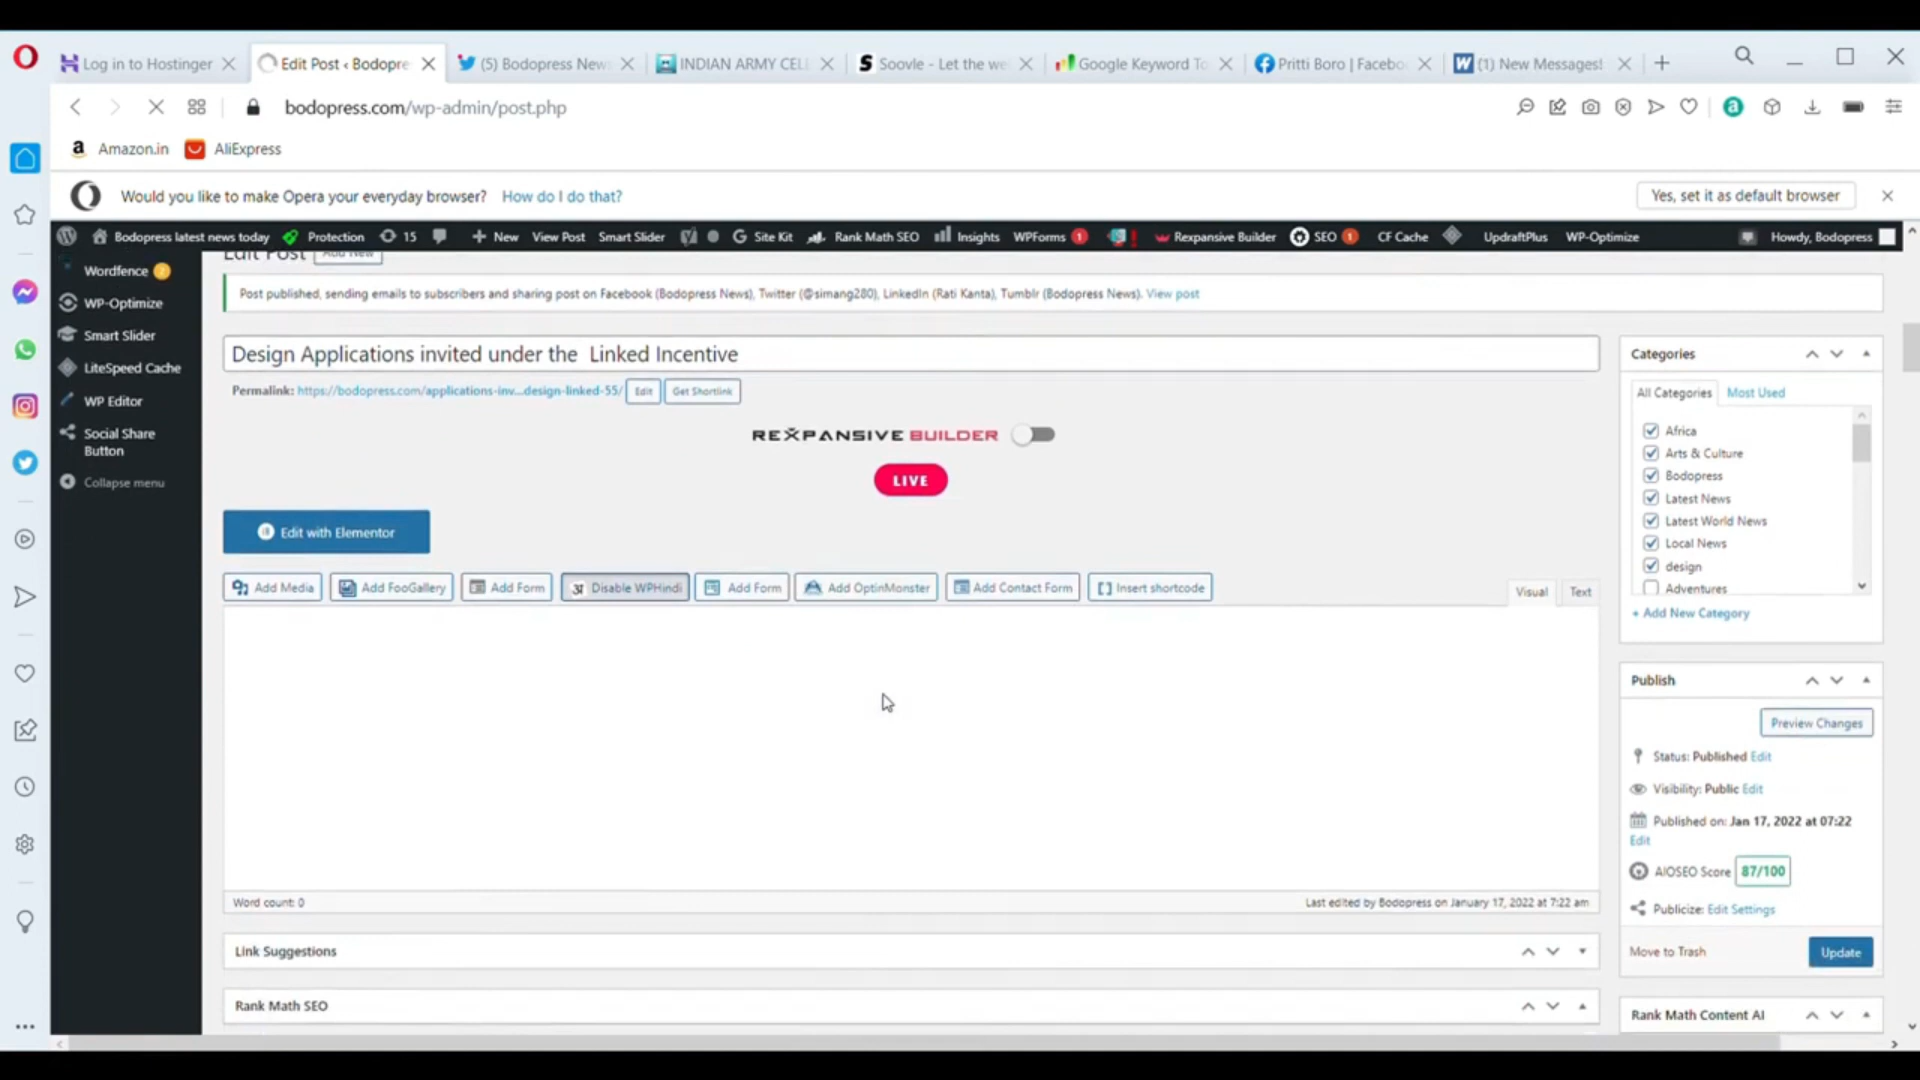 Log in to Hostinger
Edit Post ‹ Bodopre
(5) Bodopress New
INDIAN ARMY CEL
Soovle - Let the we
Google Keyword To
Pritti Boro | Facebo
(1) New Messages!
bodopress.com/wp-admin/post.php
Amazon.in
AliExpress
Would you like to make Opera your everyday browser? How do I do that?
Yes, set it as default browser
Bodopress latest news today
Protection
15
New
View Post
Smart Slider
Site Kit
Rank Math SEO
Insights
WPForms 1
Rexpansive Builder
SEO 1
CF Cache
UpdraftPlus
WP-Optimize
Howdy, Bodopress
Wordfence 2
WP-Optimize
Smart Slider
LiteSpeed Cache
WP Editor
Social Share
Button
Collapse menu
Edit Post
Add New
Post published, sending emails to subscribers and sharing post on Facebook (Bodopress News), Twitter (@simang280), LinkedIn (Rati Kanta), Tumblr (Bodopress News). View post
Design Applications invited under the  Linked Incentive
Permalink: https://bodopress.com/applications-inv...design-linked-55/ Edit Get Shortlink
REXPANSIVE BUILDER
LIVE
Edit with Elementor
Add Media
Add FooGallery
Add Form
Disable WPHindi
Add Form
Add OptinMonster
Add Contact Form
Insert shortcode
Visual
Text
Word count: 0
Last edited by Bodopress on January 17, 2022 at 7:22 am
Link Suggestions
Rank Math SEO
Categories
All Categories
Most Used
Africa
Arts & Culture
Bodopress
Latest News
Latest World News
Local News
design
Adventures
+ Add New Category
Publish
Preview Changes
Status: Published Edit
Visibility: Public Edit
Published on: Jan 17, 2022 at 07:22
Edit
AIOSEO Score 87/100
Publicize: Edit Settings
Move to Trash
Update
Rank Math Content AI